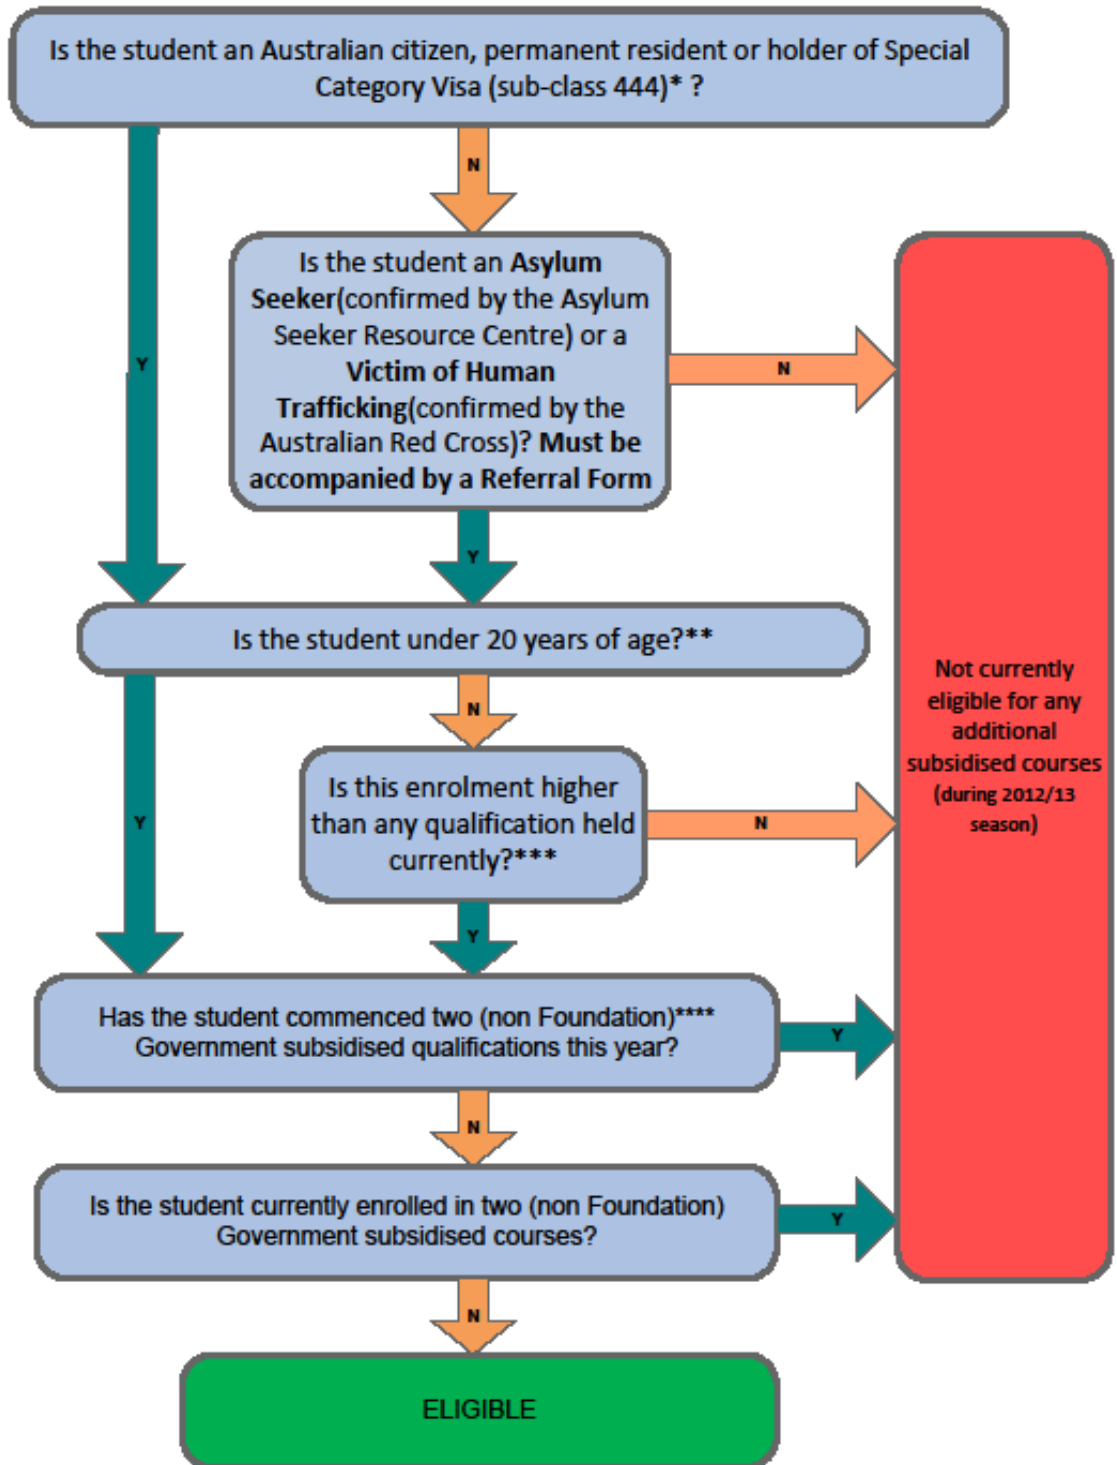 Is the student an Australian citizen, permanent resident or holder of Special
Category Visa (sub-class 444)* ?
Y
N
Is the student an Asylum
Seeker(confirmed by the Asylum
Seeker Resource Centre) or a
Victim of Human
Trafficking(confirmed by the
Australian Red Cross)? Must be
accompanied by a Referral Form
N
Y
Is the student under 20 years of age?**
Y
N
Is this enrolment higher
than any qualification held
currently?***
N
Y
Has the student commenced two (non Foundation)****
Government subsidised qualifications this year?
Y
N
Is the student currently enrolled in two (non Foundation)
Government subsidised courses?
Y
N
ELIGIBLE
Not currently
eligible for any
additional
subsidised courses
(during 2012/13
season)